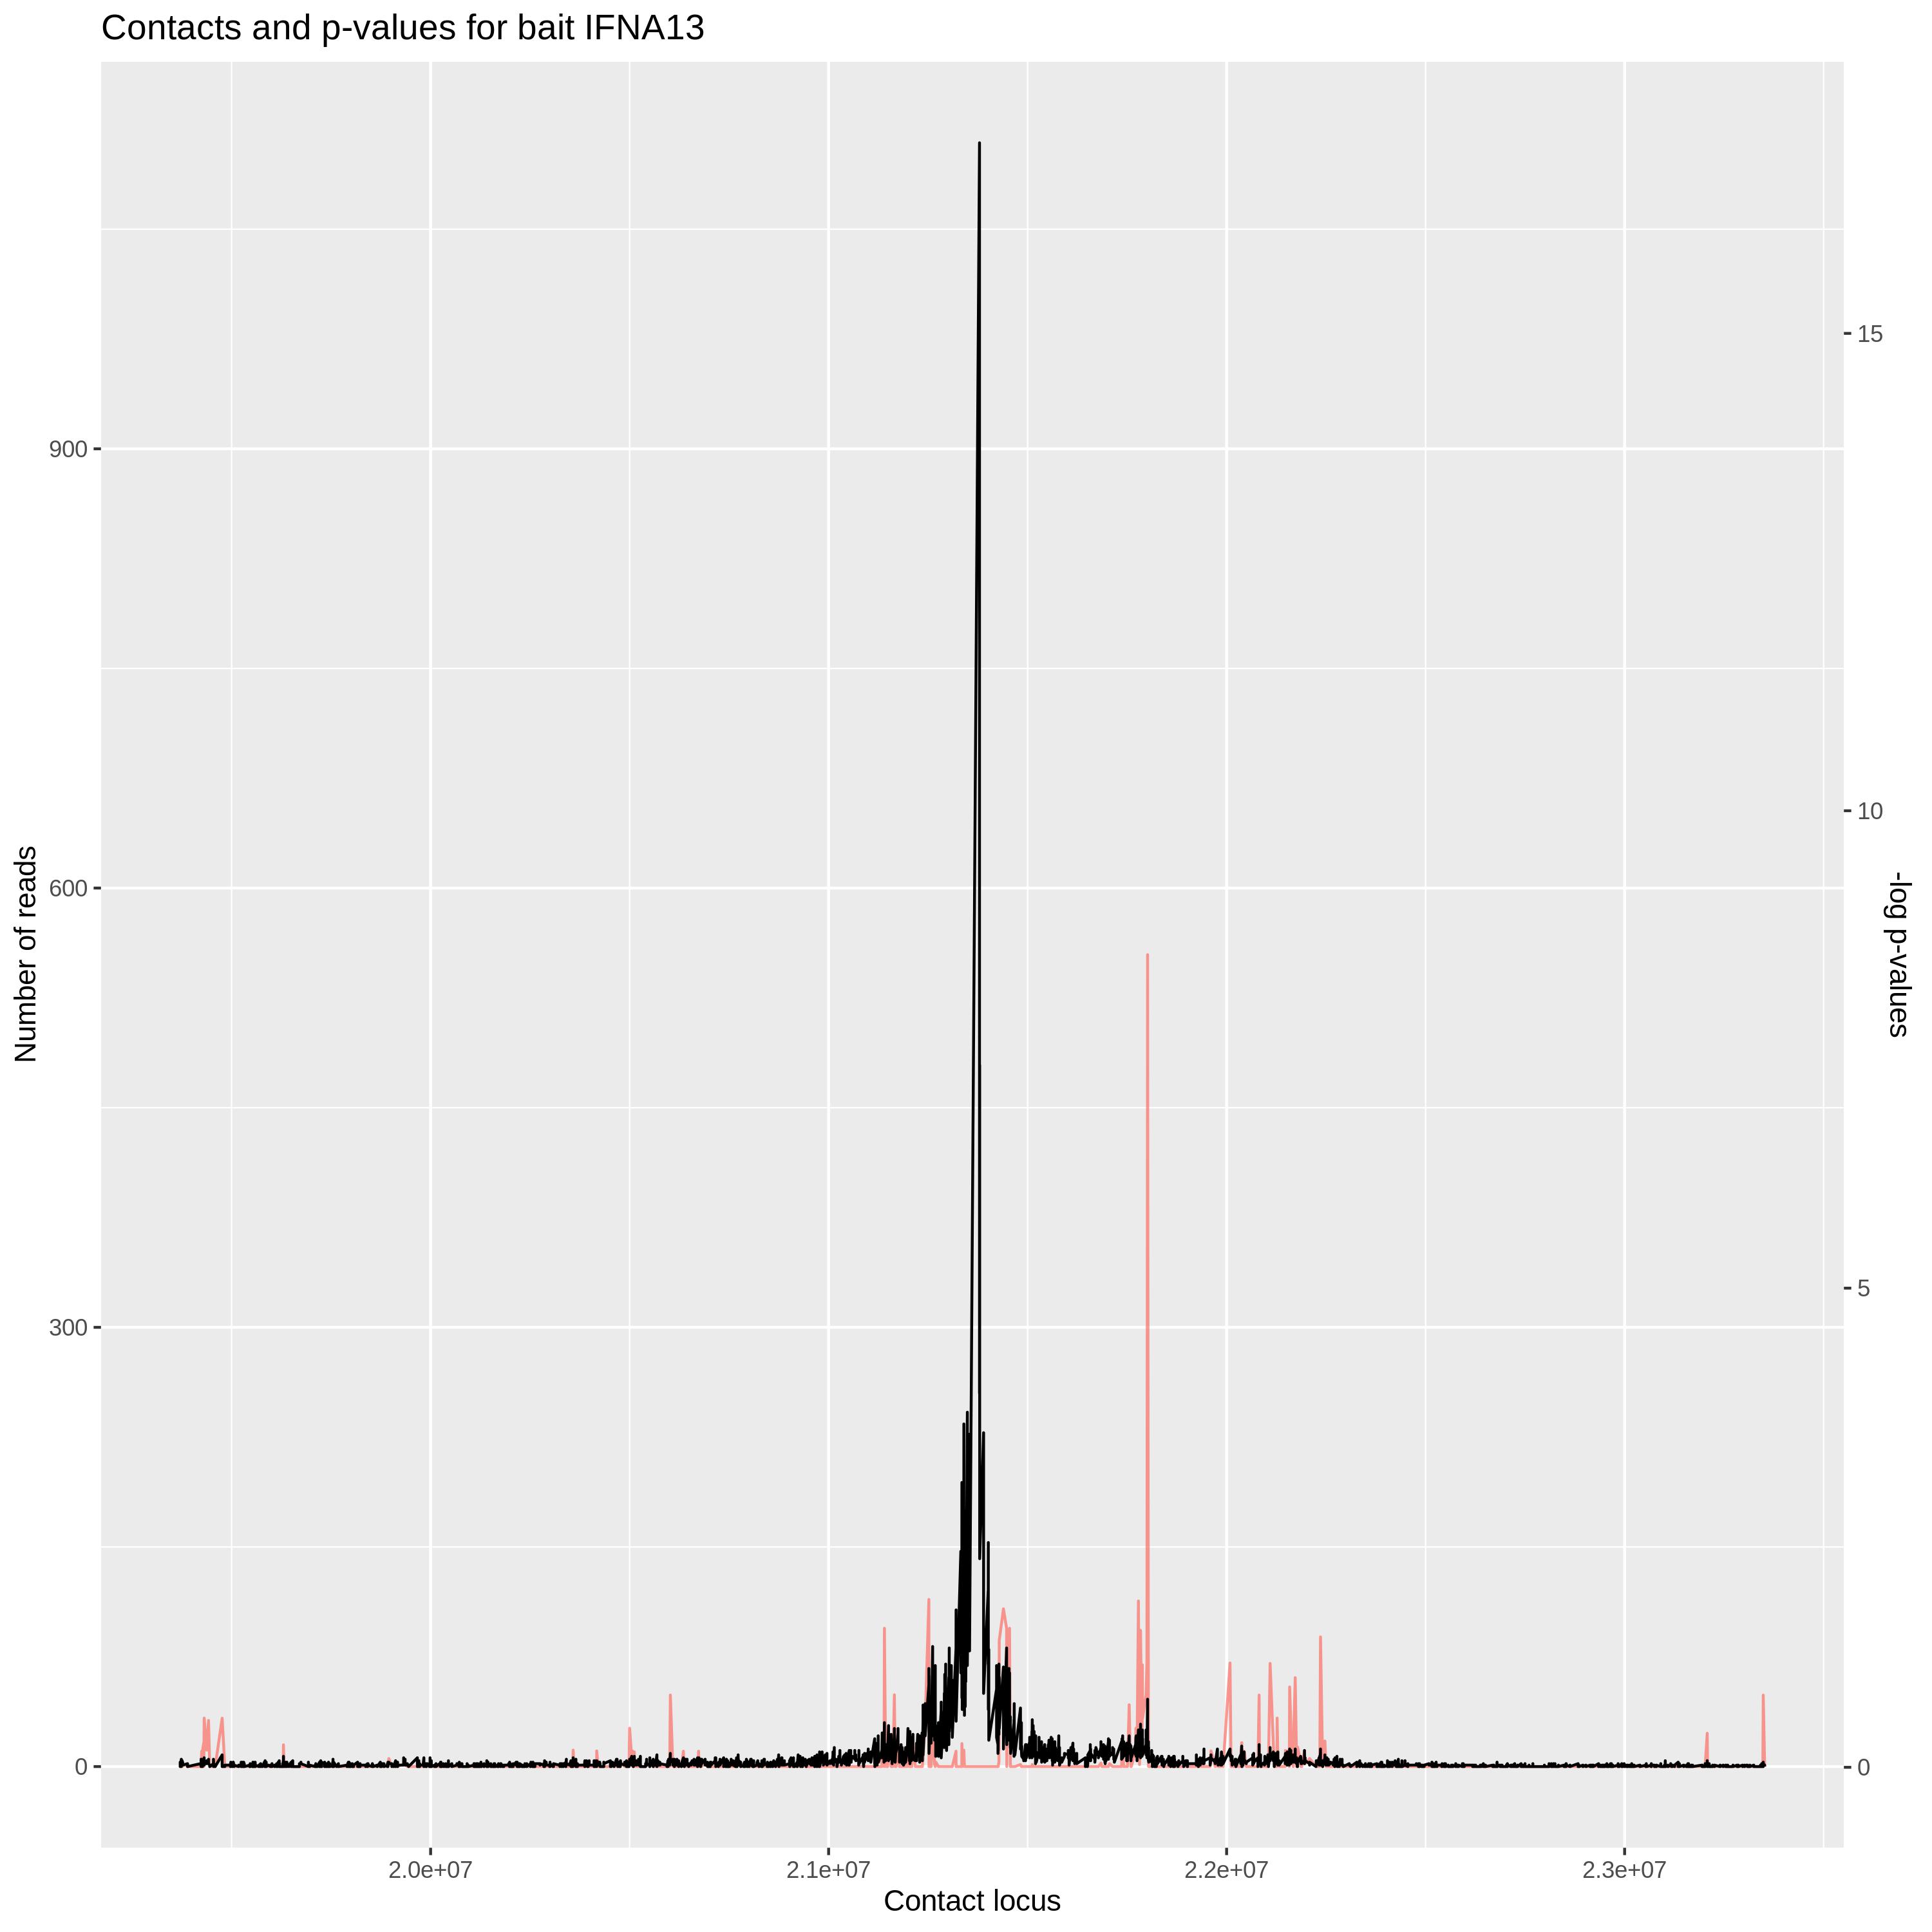 Contacts and p-values for bait IFNA13
Number of reads
900
600
300
0
15
10
5
0
-log p-values
2.0e+07
2.1e+07
2.2e+07
2.3e+07
Contact locus